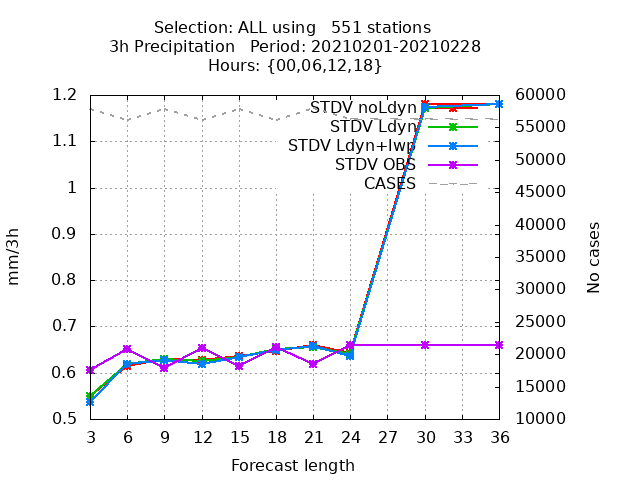 Selection: ALL using 551 stations
3h Precipitation Period: 20210201-20210228
Hours: {00,06,12,18}
1.2
1.1
1
0.9
0.8
0.7
0.6
0.5
mm/3h
60000
55000
50000
45000
40000
35000
30000
25000
20000
15000
10000
No cases
STDV noLdyn
STDV Ldyn
STDV Ldyn+lwp
STDV OBS
CASES
3 6 9 12 15 18 21 24 27 30 33 36
Forecast length